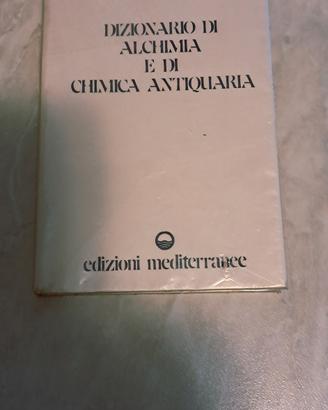 DIZIONARIO DI
ALCHIMIA
E DI
CHIMICA ANTIQUARIA
edizioni mediterranee